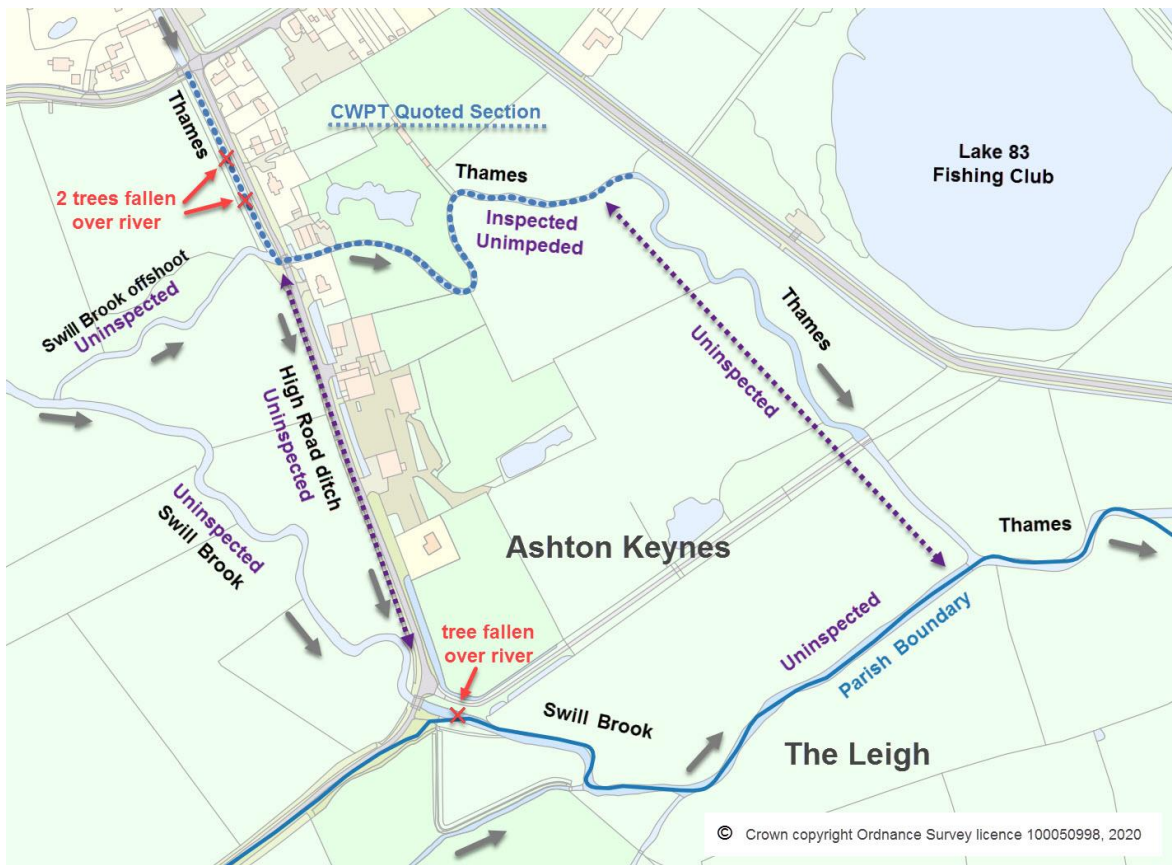 Thames
CWPT Quoted Section
2 trees fallen
over river
Thames
Inspected
Unimpeded
Lake 83
Fishing Club
Swill Brook offshoot
Uninspected
High Road ditch
Uninspected
Uninspected
Thames
Uninspected
Swill Brook
Ashton Keynes
Thames
tree fallen
over river
Uninspected
Parish Boundary
Swill Brook
The Leigh
© Crown copyright Ordnance Survey licence 100050998, 2020